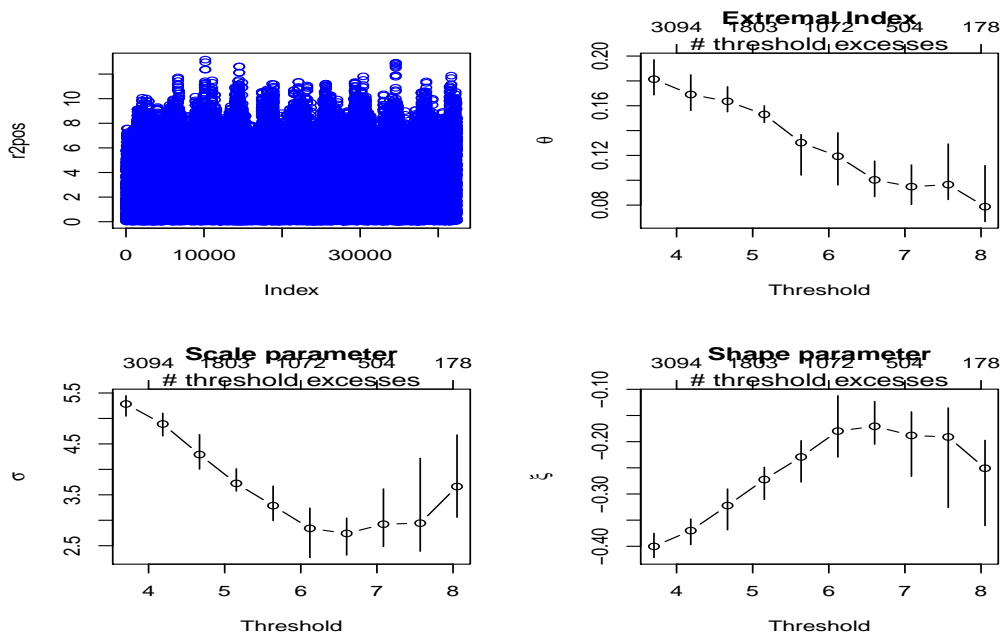 r2pos
0 2 4 6 8 10
0 10000 30000
Index
Extremal Index
3094 1803 1072 504 178
# threshold excesses
θ
0.08 0.12 0.16 0.20
4 5 6 7 8
Threshold
Scale parameter
3094 1803 1072 504 178
# threshold excesses
σ
2.5 3.5 4.5 5.5
4 5 6 7 8
Threshold
Shape parameter
3094 1803 1072 504 178
# threshold excesses
ξ
-0.40 -0.30 -0.20 -0.10
4 5 6 7 8
Threshold